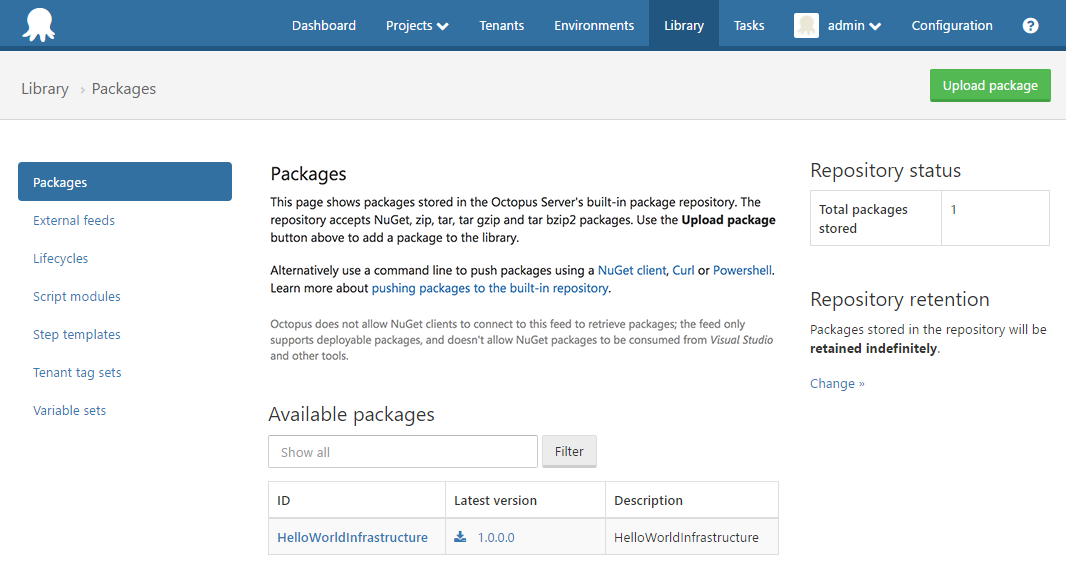 Dashboard Projects Tenants Environments Library Tasks admin Configuration ?
Library › Packages
Upload package
Packages
External feeds
Lifecycles
Script modules
Step templates
Tenant tag sets
Variable sets
Packages
This page shows packages stored in the Octopus Server's built-in package repository. The
repository accepts NuGet, zip, tar, tar gzip and tar bzip2 packages. Use the Upload package
button above to add a package to the library.
Alternatively use a command line to push packages using a NuGet client, Curl or Powershell.
Learn more about pushing packages to the built-in repository.
Octopus does not allow NuGet clients to connect to this feed to retrieve packages; the feed only
supports deployable packages, and doesn't allow NuGet packages to be consumed from Visual Studio
and other tools.
Available packages
Show all
Filter
ID Latest version Description
HelloWorldInfrastructure 1.0.0.0 HelloWorldInfrastructure
Repository status
Total packages 1
stored
Repository retention
Packages stored in the repository will be
retained indefinitely.
Change »